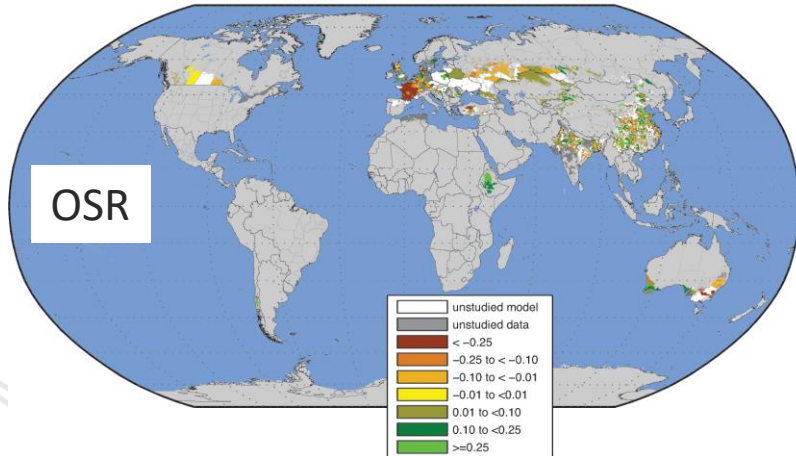 OSR
unstudied model
unstudied data
< −0.25
−0.25 to < −0.10
−0.10 < −0.01
−0.01 to <0.01
0.01 to <0.10
0.10 to <0.25
>=0.25